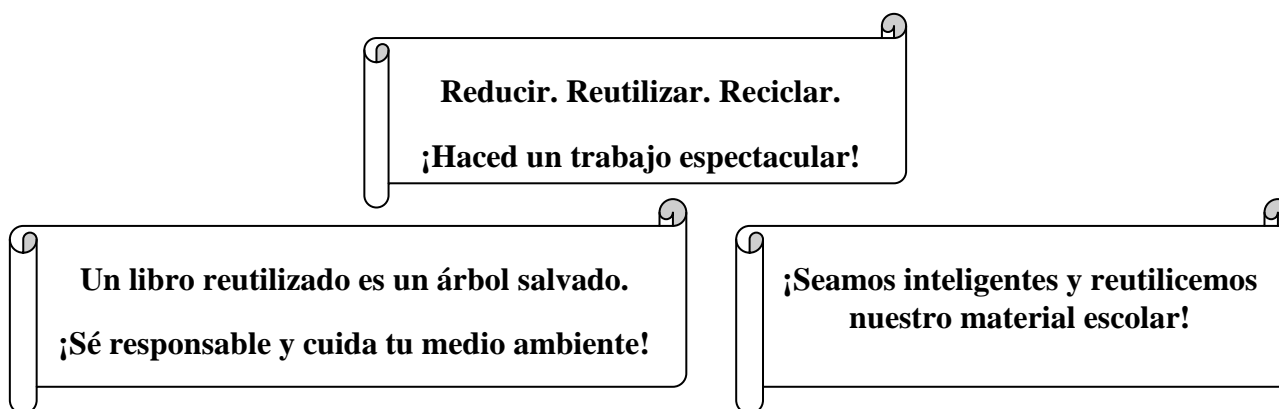 Reducir. Reutilizar. Reciclar.
¡Haced un trabajo espectacular!
Un libro reutilizado es un árbol salvado.
¡Sé responsable y cuida tu medio ambiente!
¡Seamos inteligentes y reutilicemos
nuestro material escolar!